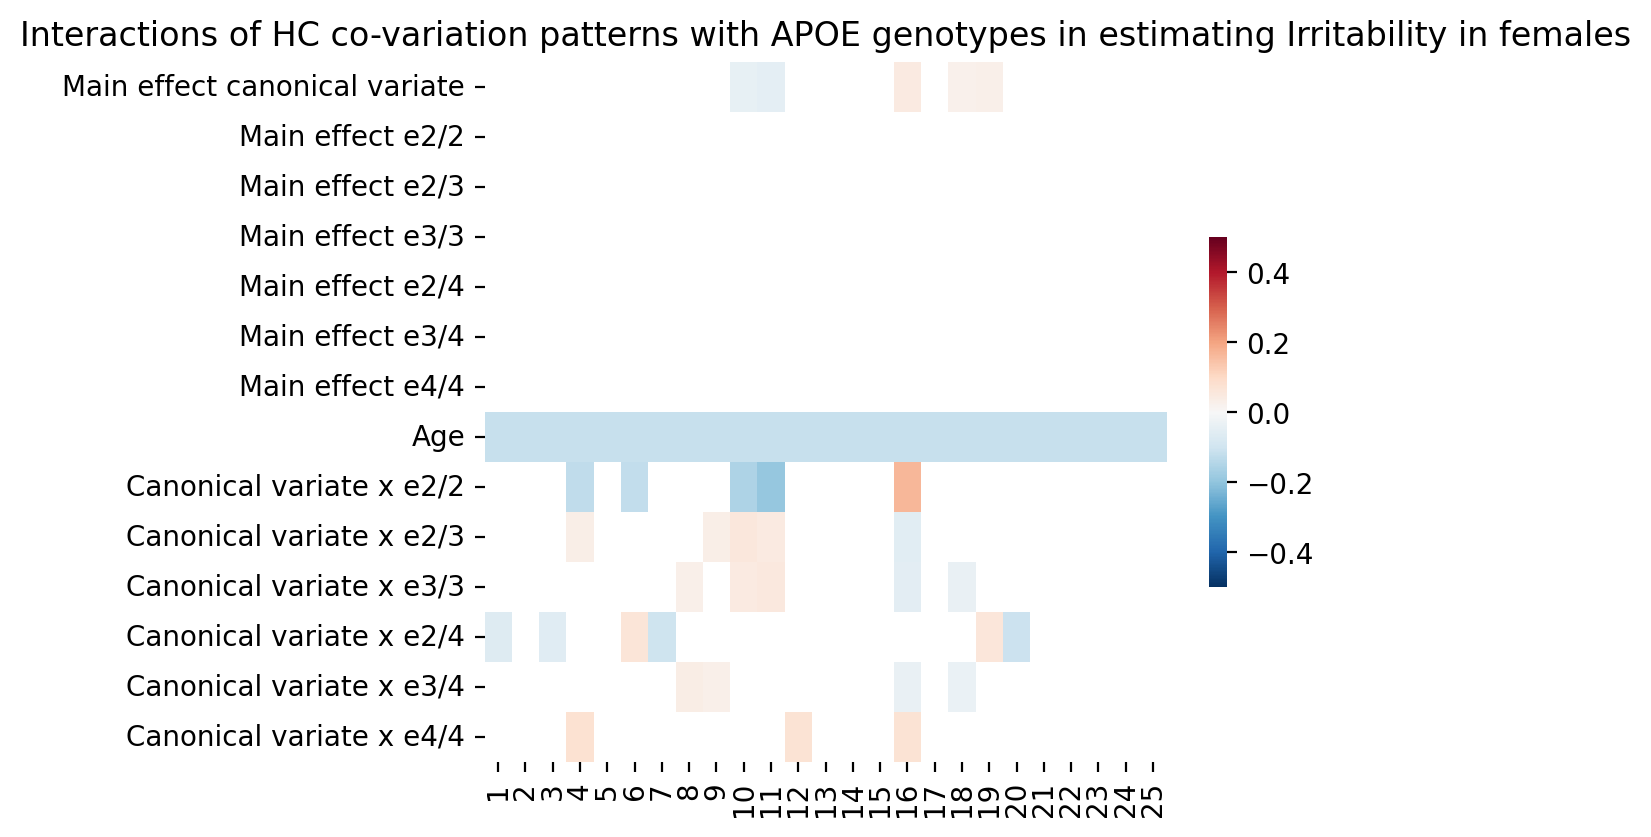 Interactions of HC co-variation patterns with APOE genotypes in estimating Irritability in females
Main effect canonical variate
Main effect e2/2
Main effect e2/3
Main effect e3/3
Main effect e2/4
Main effect e3/4
Main effect e4/4
Age
Canonical variate x e2/2
Canonical variate x e2/3
Canonical variate x e3/3
Canonical variate x e2/4
Canonical variate x e3/4
Canonical variate x e4/4
1 2 3 4 5 6 7 8 9 10 11 12 13 14 15 16 17 18 19 20 21 22 23 24 25
0.4
0.2
0.0
−0.2
−0.4